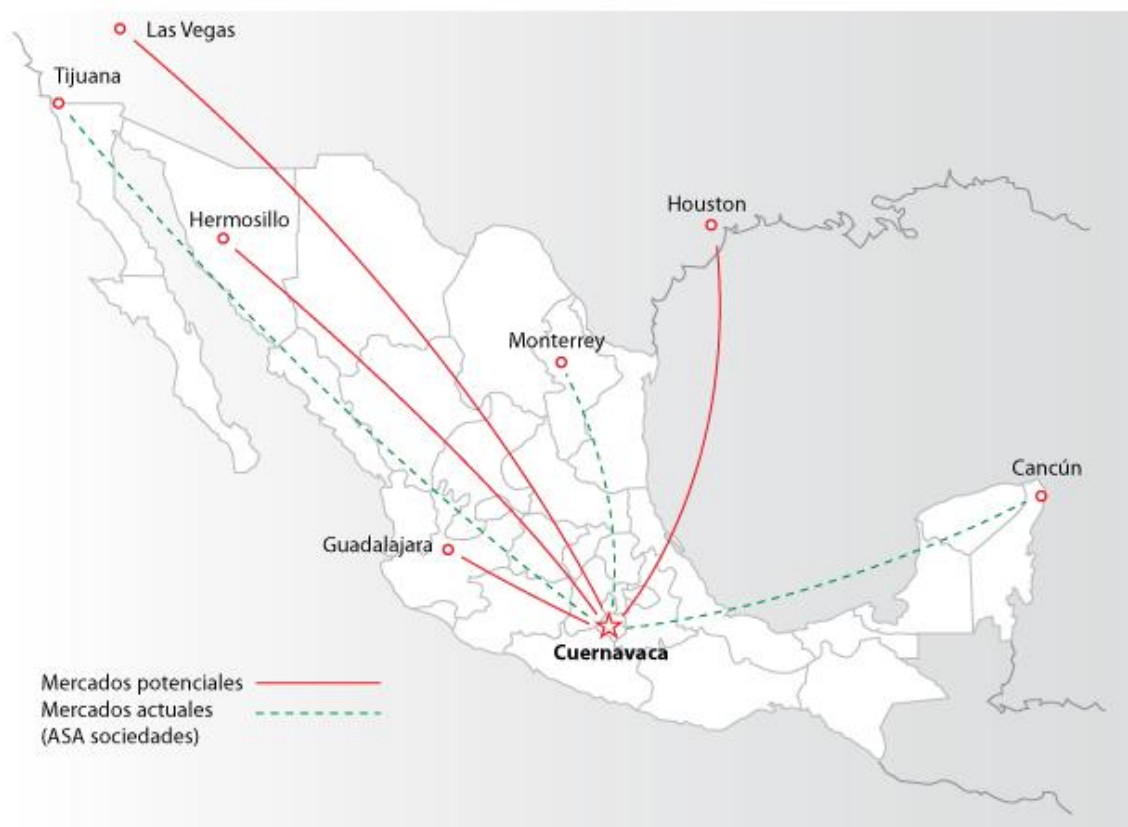 Las Vegas
Tijuana
Hermosillo
Houston
Monterrey
Cancún
Guadalajara
Cuernavaca
Mercados potenciales
Mercados actuales
(ASA sociedades)